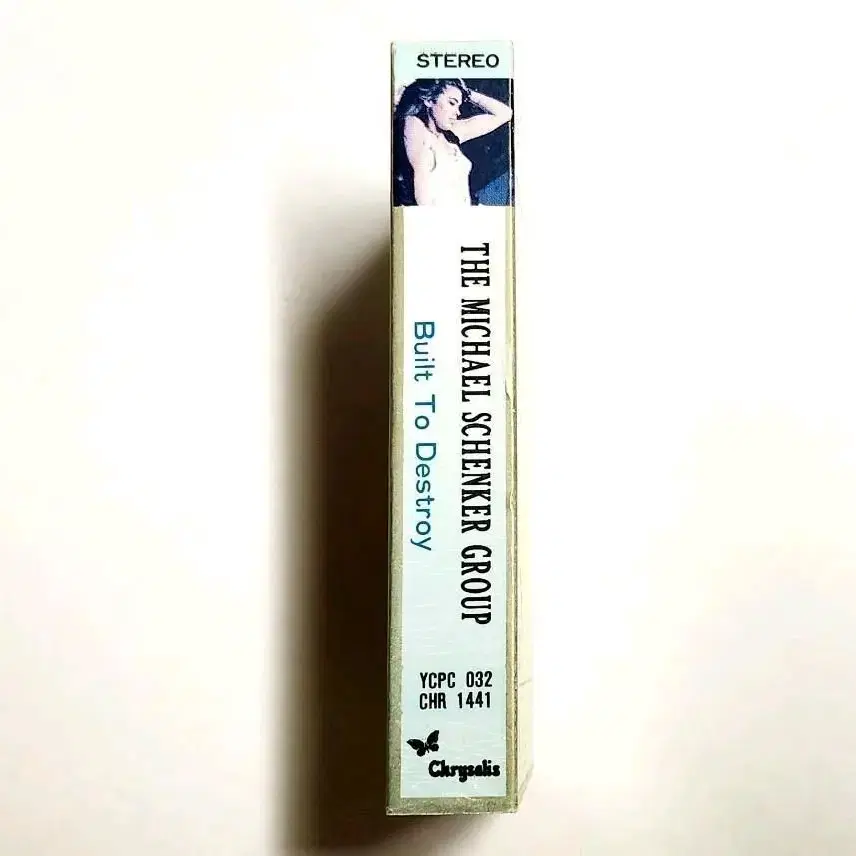 STEREO
THE MICHAEL SCHENKER GROUP
Built To Destroy
YCPC 032
CHR 1441
Chrysalis